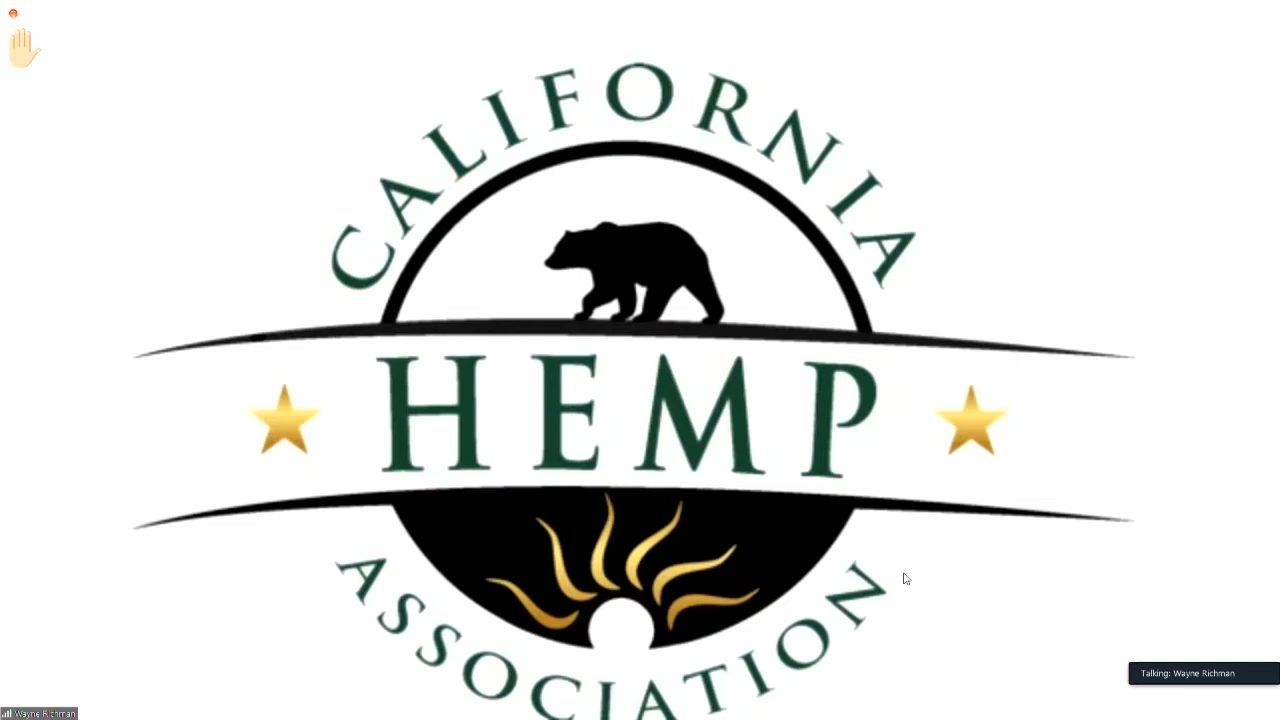 CALIFORNIA
HEMP
ASSOCIATION
Talking: Wayne Richman
Wayne Richman